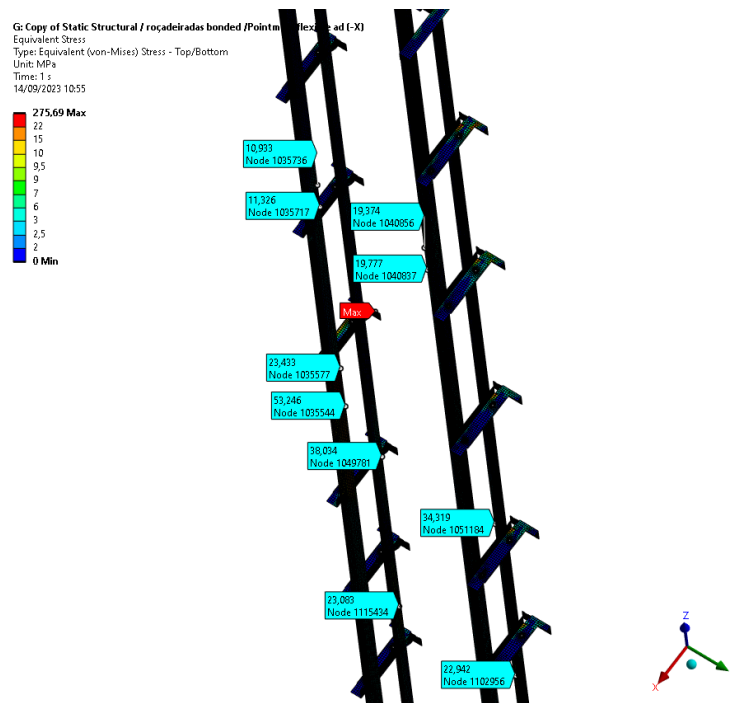 G: Copy of Static Structural / roçadeiradas bonded /Pointm
flex
e ad (-X)
Equivalent Stress
Type: Equivalent (von-Mises) Stress - Top/Bottom
Unit: MPa
Time: 1 s
14/09/2023 10:55
275,69 Max
22
15
10
9,5
9
7
6
3
2,5
2
0 Min
10,933
Node 1035736
11,326
Node 1035717
19,374
Node 1040856
19,777
Node 1040837
Max
23,433
Node 1035577
53,246
Node 1035544
38,034
Node 1049781
34,319
Node 1051184
23,083
Node 1115434
22,942
Node 1102956
Z
X